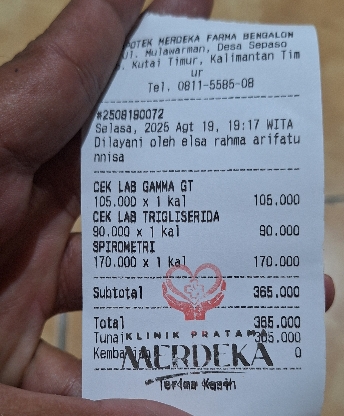 POTEK MERDEKA FARMA BENGALON
Jl. Mulawarman, Desa Sepaso
. Kutai Timur, Kalimantan Tim
ur
Tel. 0811-5585-08
#2508190072
Selasa, 2025 Agt 19, 19:17 WITA
Dilayani oleh elsa rahma arifatu
nnisa
CEK LAB GAMMA GT
105.000 x 1 kal 105.000
CEK LAB TRIGLISERIDA
90.000 x 1 kal 90.000
SPIROMETRI
170.000 x 1 kal 170.000
Subtotal 365.000
Total 365.000
Tunai 365.000
KLINIK PRATAMA
Kembalian 0
MERDEKA
Terima Kasih